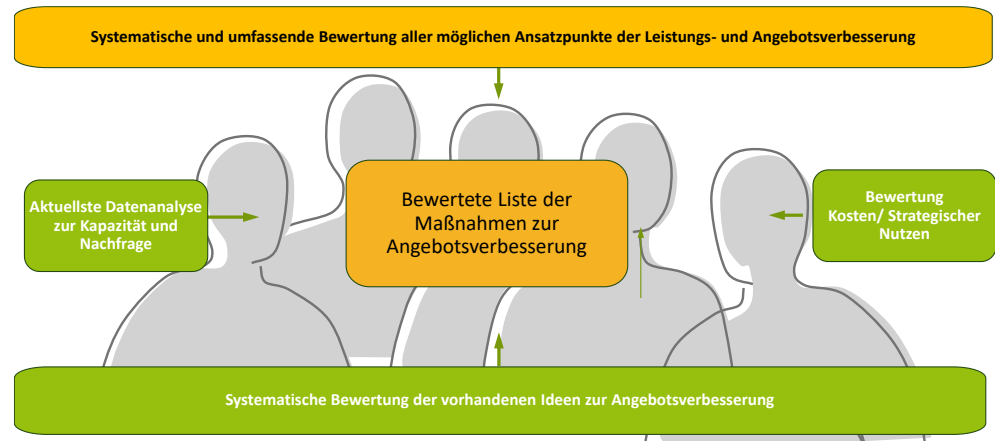 Systematische und umfassende Bewertung aller möglichen Ansatzpunkte der Leistungs- und Angebotsverbesserung
Aktuellste Datenanalyse
zur Kapazität und
Nachfrage
Bewertete Liste der
Maßnahmen zur
Angebotsverbesserung
Bewertung
Kosten/ Strategischer
Nutzen
Systematische Bewertung der vorhandenen Ideen zur Angebotsverbesserung